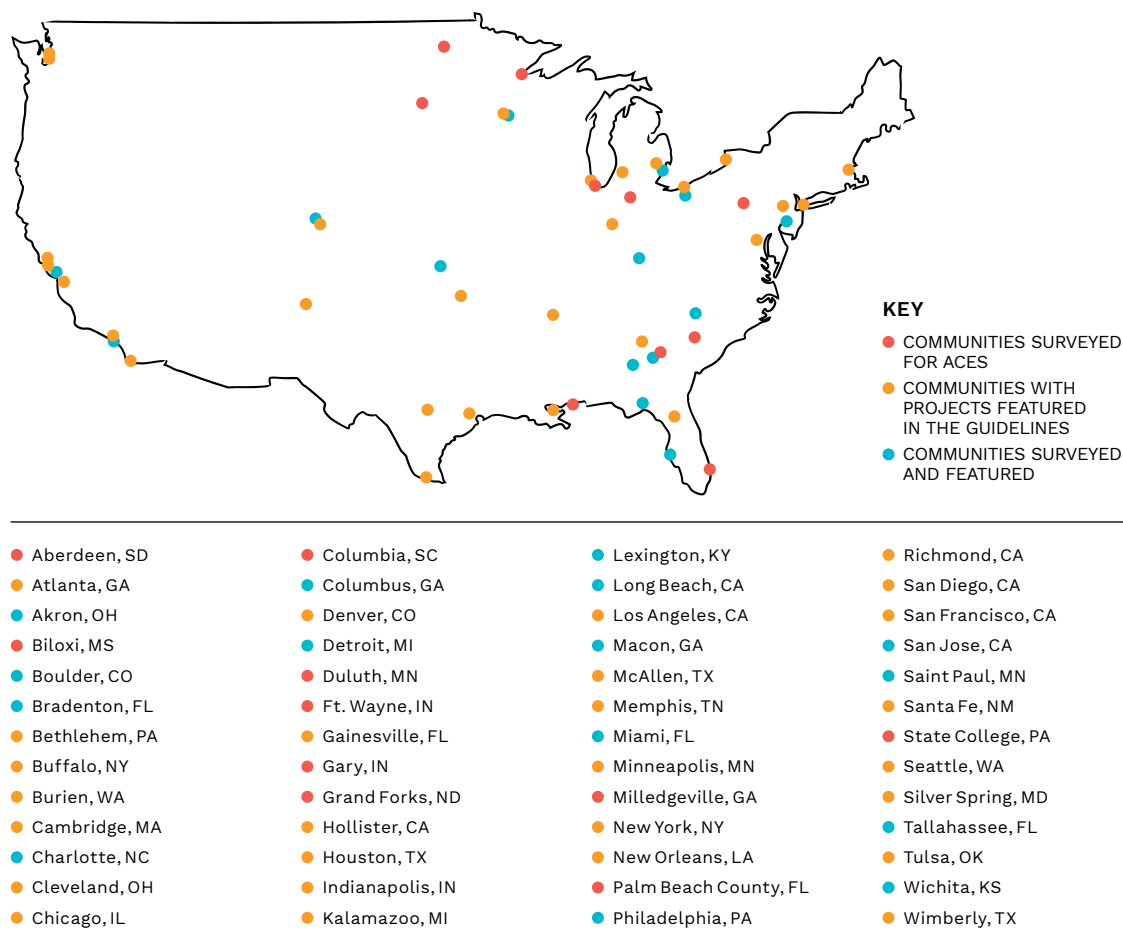 KEY
COMMUNITIES SURVEYED
FOR ACES
COMMUNITIES WITH
PROJECTS FEATURED
IN THE GUIDELINES
COMMUNITIES SURVEYED
AND FEATURED
Aberdeen, SD
Atlanta, GA
Akron, OH
Biloxi, MS
Boulder, CO
Bradenton, FL
Bethlehem, PA
Buffalo, NY
Burien, WA
Cambridge, MA
Charlotte, NC
Cleveland, OH
Chicago, IL
Columbia, SC
Columbus, GA
Denver, CO
Detroit, MI
Duluth, MN
Ft. Wayne, IN
Gainesville, FL
Gary, IN
Grand Forks, ND
Hollister, CA
Houston, TX
Indianapolis, IN
Kalamazoo, MI
Lexington, KY
Long Beach, CA
Los Angeles, CA
Macon, GA
McAllen, TX
Memphis, TN
Miami, FL
Minneapolis, MN
Milledgeville, GA
New York, NY
New Orleans, LA
Palm Beach County, FL
Philadelphia, PA
Richmond, CA
San Diego, CA
San Francisco, CA
San Jose, CA
Saint Paul, MN
Santa Fe, NM
State College, PA
Seattle, WA
Silver Spring, MD
Tallahassee, FL
Tulsa, OK
Wichita, KS
Wimberly, TX